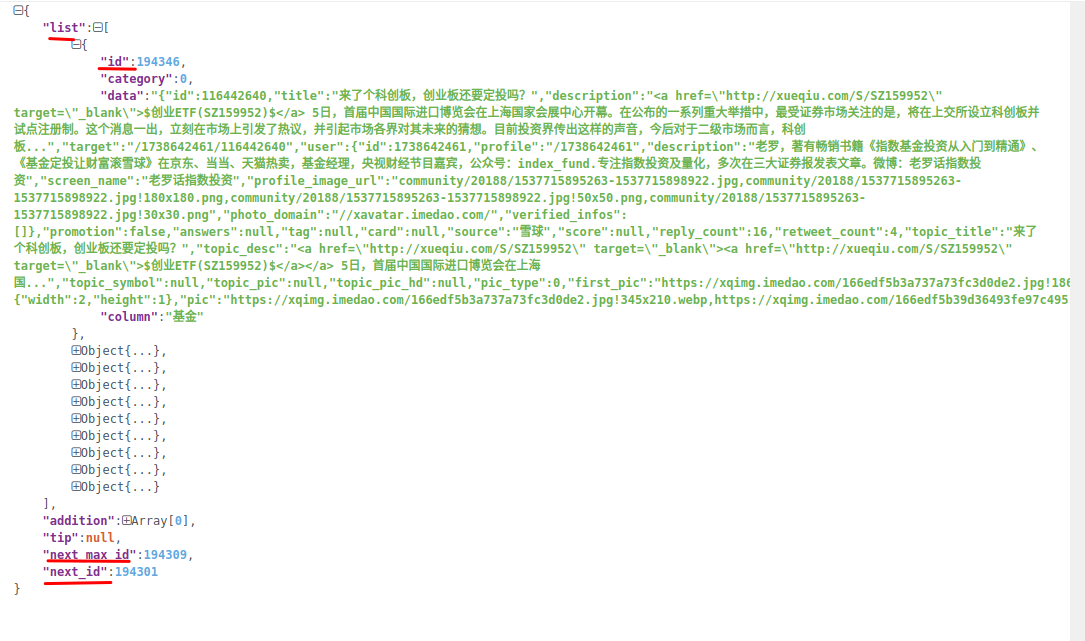 {
"list":[
{
"id":194346,
"category":0,
"data":"{"id":116442640,"title":"来了个科创板，创业板还要定投吗？","description":"<a href=\"http://xueqiu.com/S/SZ159952\"
target=\"_blank\">$创业ETF(SZ159952)$</a> 5日，首届中国国际进口博览会在上海国家会展中心开幕。在公布的一系列重大举措中，最受证券市场关注的是，将在上交所设立科创板并
试点注册制。这个消息一出，立刻在市场上引发了热议，并引起市场各界对其未来的猜想。目前投资界传出这样的声音，今后对于二级市场而言，科创
板...","target":"/1738642461/116442640","user":{"id":1738642461,"profile":"/1738642461","description":"老罗，著有畅销书籍《指数基金投资从入门到精通》、
《基金定投让财富滚雪球》在京东、当当、天猫热卖，基金经理，央视财经节目嘉宾，公众号：index_fund.专注指数投资及量化，多次在三大证券报发表文章。微博：老罗话指数投
资","screen_name":"老罗话指数投资","profile_image_url":"community/20188/1537715895263-1537715898922.jpg,community/20188/1537715895263-
1537715898922.jpg!180x180.png,community/20188/1537715895263-1537715898922.jpg!50x50.png,community/20188/1537715895263-
1537715898922.jpg!30x30.png","photo_domain":"//xavatar.imedao.com/","verified_infos":
[]},"promotion":false,"answers":null,"tag":null,"card":null,"source":"雪球","score":null,"reply_count":16,"retweet_count":4,"topic_title":"来了
个科创板，创业板还要定投吗？","topic_desc":"<a href=\"http://xueqiu.com/S/SZ159952\" target=\"_blank\"><a href=\"http://xueqiu.com/S/SZ159952\"
target=\"_blank\">$创业ETF(SZ159952)$</a></a> 5日，首届中国国际进口博览会在上海
国...","topic_symbol":null,"topic_pic":null,"topic_pic_hd":null,"pic_type":0,"first_pic":"https://xqimg.imedao.com/166edf5b3a737a73fc3d0de2.jpg!186
{"width":2,"height":1},"pic":"https://xqimg.imedao.com/166edf5b3a737a73fc3d0de2.jpg!345x210.webp,https://xqimg.imedao.com/166edf5b39d36493fe97c495
"column":"基金"
},
Object{...},
Object{...},
Object{...},
Object{...},
Object{...},
Object{...},
Object{...},
Object{...},
Object{...}
],
"addition":Array[0],
"tip":null,
"next_max_id":194309,
"next_id":194301
}